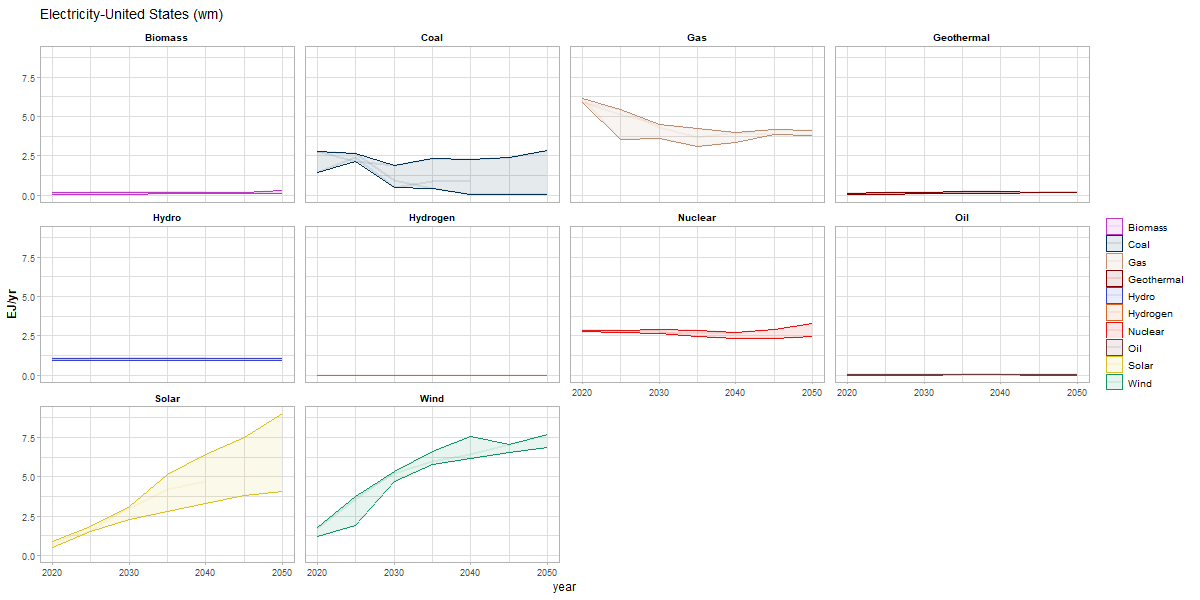 Electricity-United States (wm)
Biomass
Coal
Gas
Geothermal
7.5
5.0
2.5
0.0
Hydro
Hydrogen
Nuclear
Oil
7.5
5.0
2.5
0.0
2020 2030 2040 2050
2020 2030 2040 2050
Solar
Wind
7.5
5.0
2.5
0.0
2020 2030 2040 2050
2020 2030 2040 2050
EJ/yr
year
Biomass
Coal
Gas
Geothermal
Hydro
Hydrogen
Nuclear
Oil
Solar
Wind